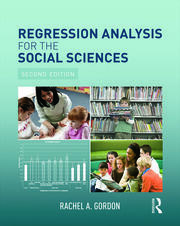 REGRESSION ANALYSIS
FOR THE
SOCIAL SCIENCES
SECOND EDITION
RACHEL A. GORDON